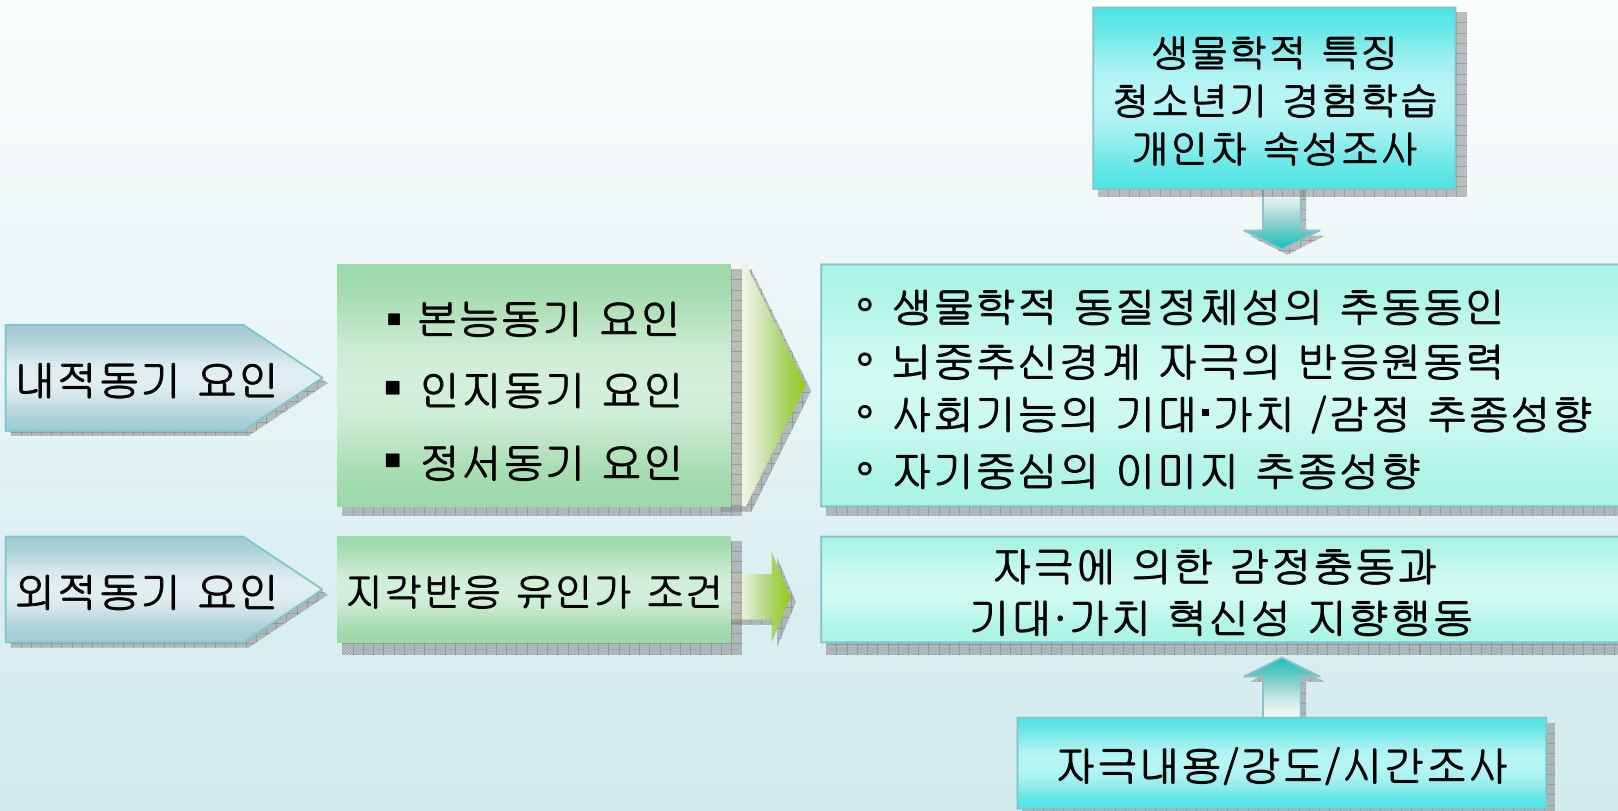 생물학적 특징
청소년기 경험학습
개인차 속성조사
내적동기 요인
▪ 본능동기 요인
▪ 인지동기 요인
▪ 정서동기 요인
◦ 생물학적 동질정체성의 추동동인
◦ 뇌중추신경계 자극의 반응원동력
◦ 사회기능의 기대·가치 /감정 추종성향
◦ 자기중심의 이미지 추종성향
외적동기 요인
지각반응 유인가 조건
자극에 의한 감정충동과
기대·가치 혁신성 지향행동
자극내용/강도/시간조사